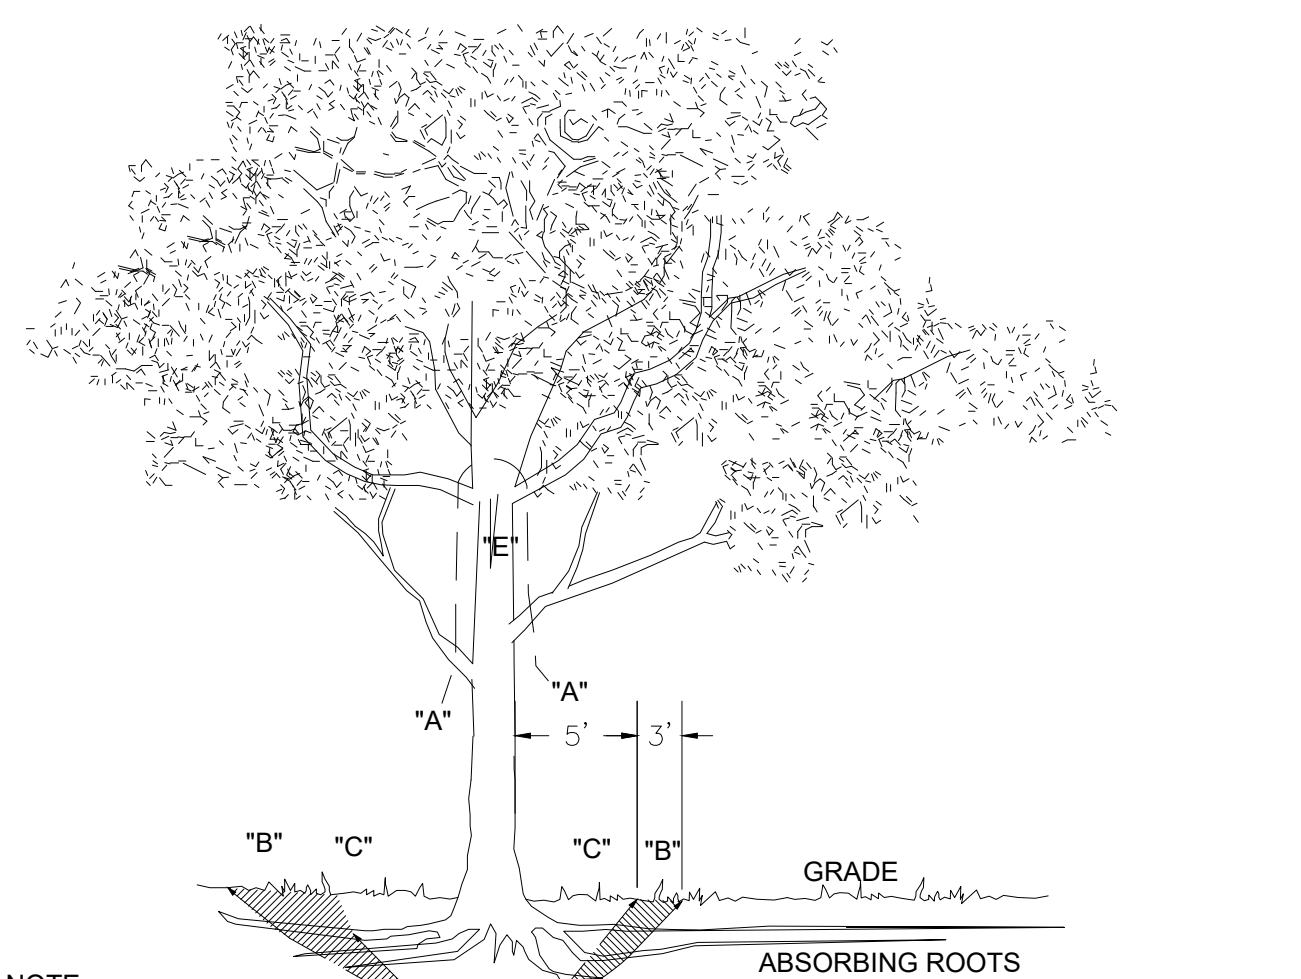 "E"
"A"
"A"
5' 3'
"B" "C" "C" "B"
GRADE
ABSORBING ROOTS
NOTE